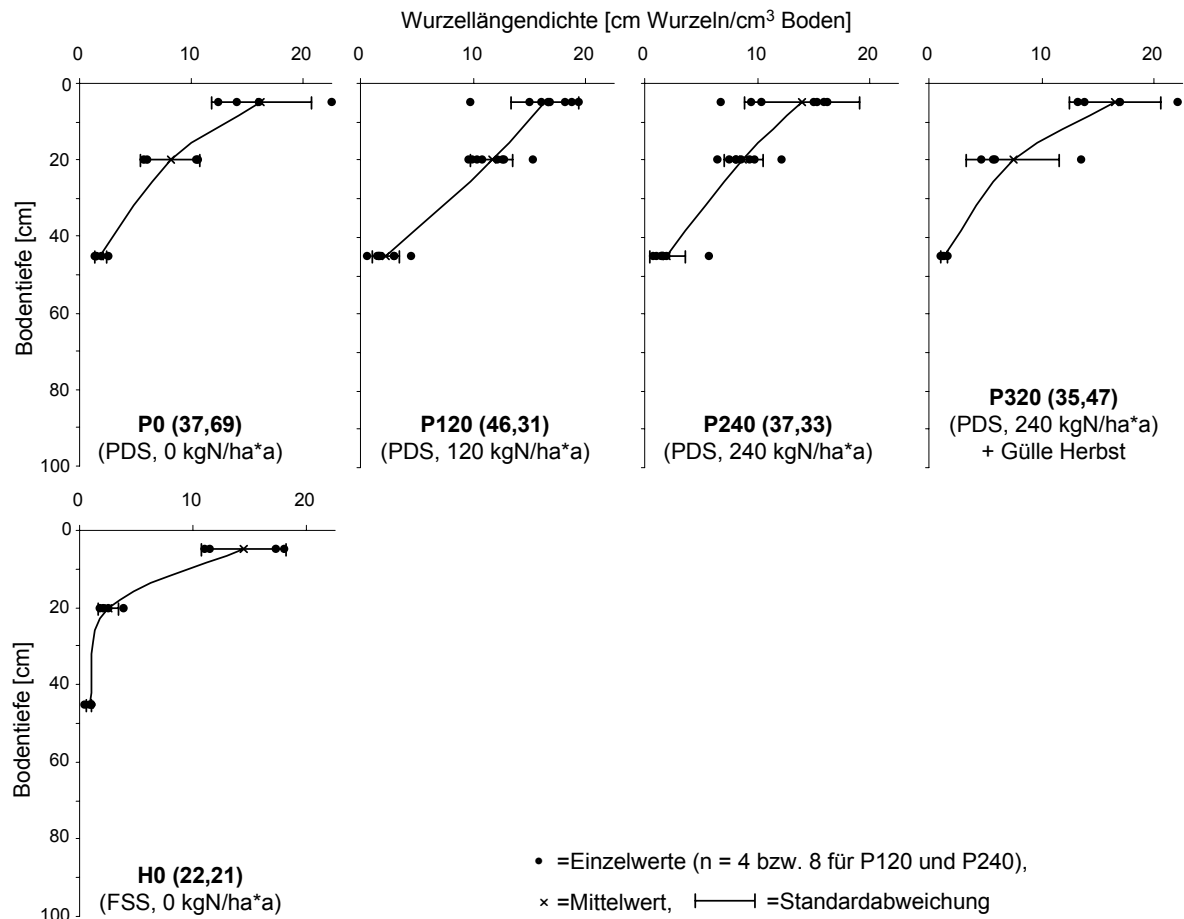 Wurzellängendichte [cm Wurzeln/cm³ Boden]
0 10 20 0 10 20 0 10 20 0 10 20
0
20
40
60
80
100
Bodentiefe [cm]
P0 (37,69)
(PDS, 0 kgN/ha*a)
P120 (46,31)
(PDS, 120 kgN/ha*a)
P240 (37,33)
(PDS, 240 kgN/ha*a)
P320 (35,47)
(PDS, 240 kgN/ha*a)
+ Gülle Herbst
0 10 20
0
20
40
60
80
100
Bodentiefe [cm]
H0 (22,21)
(FSS, 0 kgN/ha*a)
• =Einzelwerte (n = 4 bzw. 8 für P120 und P240),
× =Mittelwert, =Standardabweichung